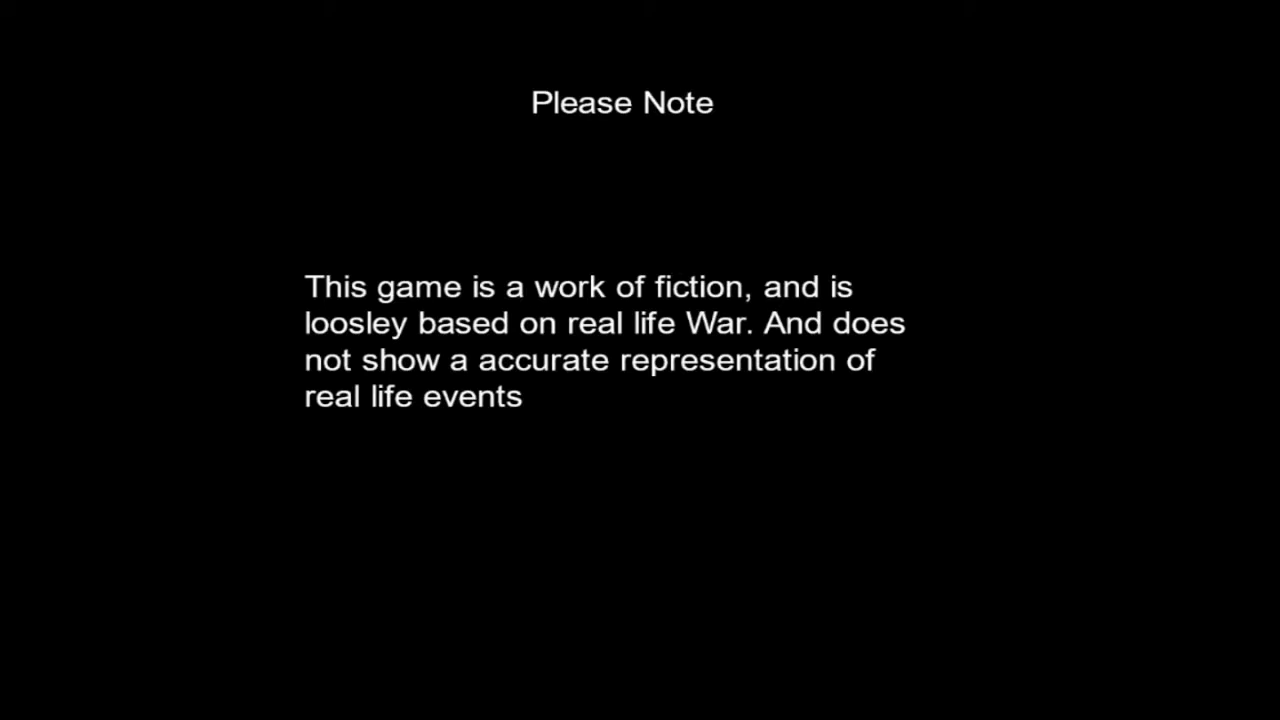 Please Note
This game is a work of fiction, and is
loosley based on real life War. And does
not show a accurate representation of
real life events